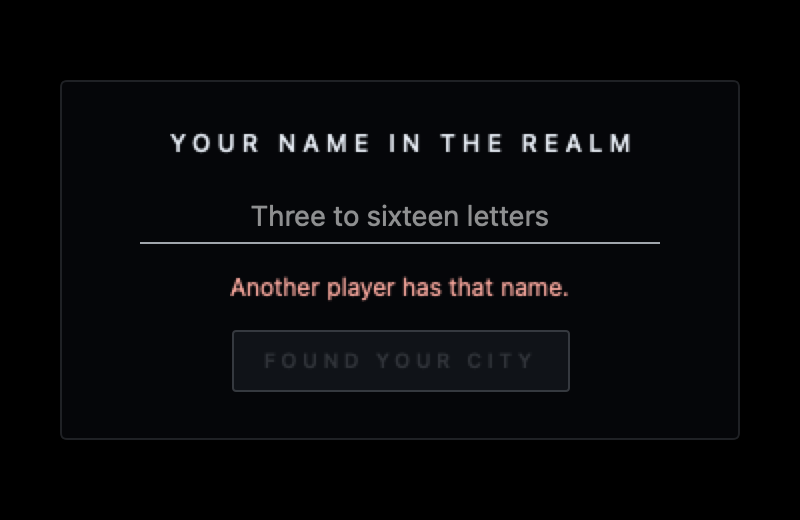 YOUR NAME IN THE REALM
Three to sixteen letters
Another player has that name.
FOUND YOUR CITY